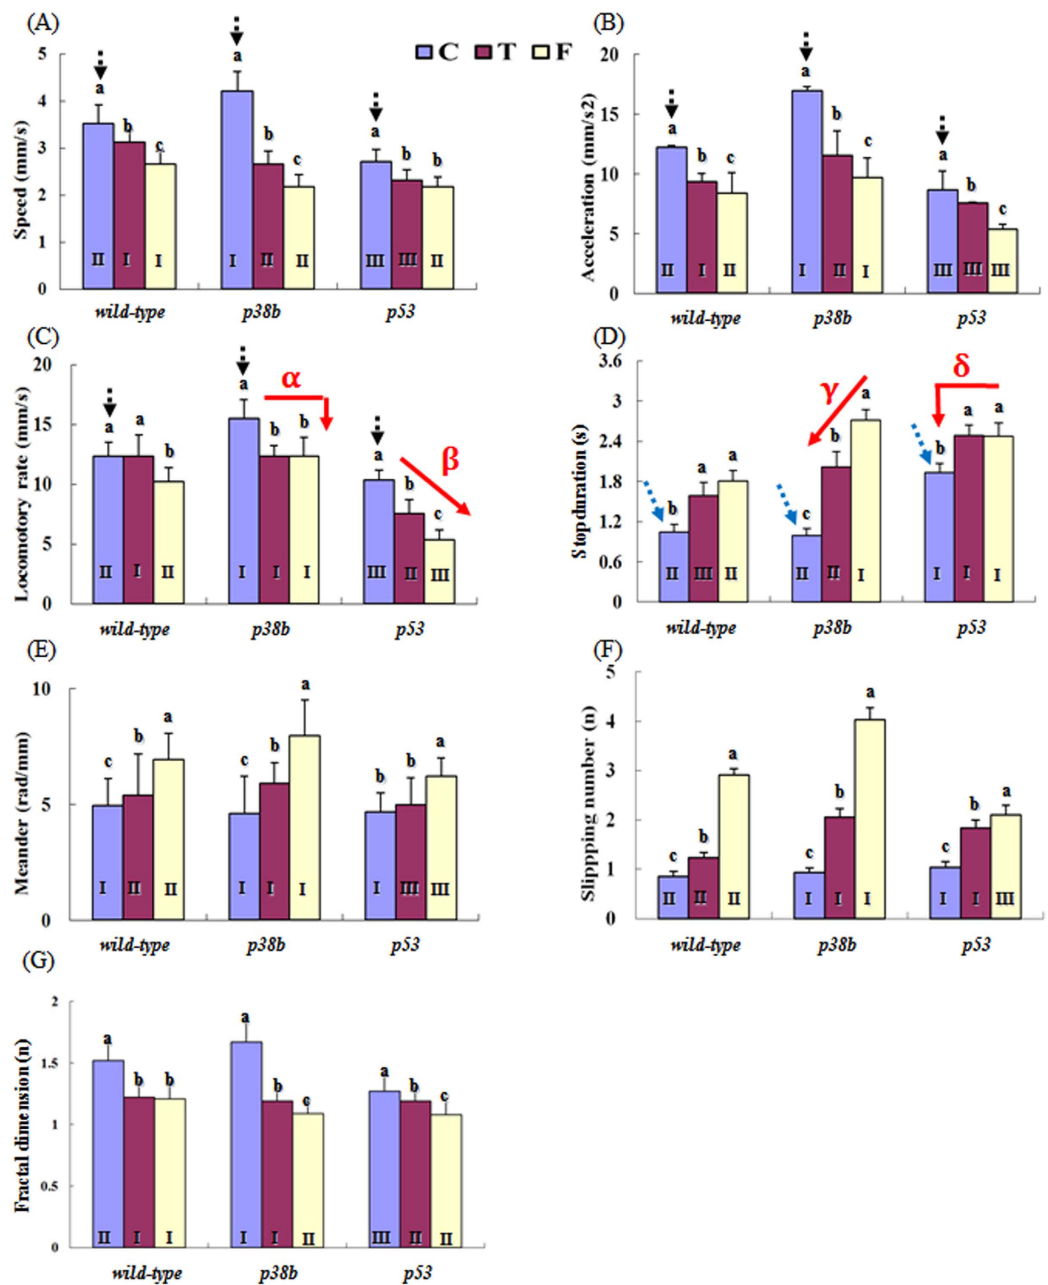 (A)
a
a
a
b
c
b
c
b
b
5
4
3
2
1
0
Speed (mm/s)
II I I
I II II
III III II
wild-type p38b p53
C T F
(B)
a
a
a
b c
b
c
b
c
20
15
10
5
0
Acceleration (mm/s2)
II I II
I II I
III III III
wild-type p38b p53
(C)
a a b
a b b
a b c
α
β
20
15
10
5
0
Locomotory rate (mm/s)
II I II
I I I
III II III
wild-type p38b p53
(D)
b a a
c b a
b a a
γ
δ
3.6
3
2.4
1.8
1.2
0.6
0
Stop duration (s)
II III II
II II I
I I I
wild-type p38b p53
(E)
c b a
c b a
b b a
10
5
0
Meander (rad/mm)
I II II
I I I
I III III
wild-type p38b p53
(F)
c b a
c b a
c b a
5
4
3
2
1
0
Slippping number (n)
II II II
I I I
I I III
wild-type p38b p53
(G)
a b b
a b c
a b c
2
1.5
1
0.5
0
Fractal dimension (n)
II I I
I I II
III II II
wild-type p38b p53